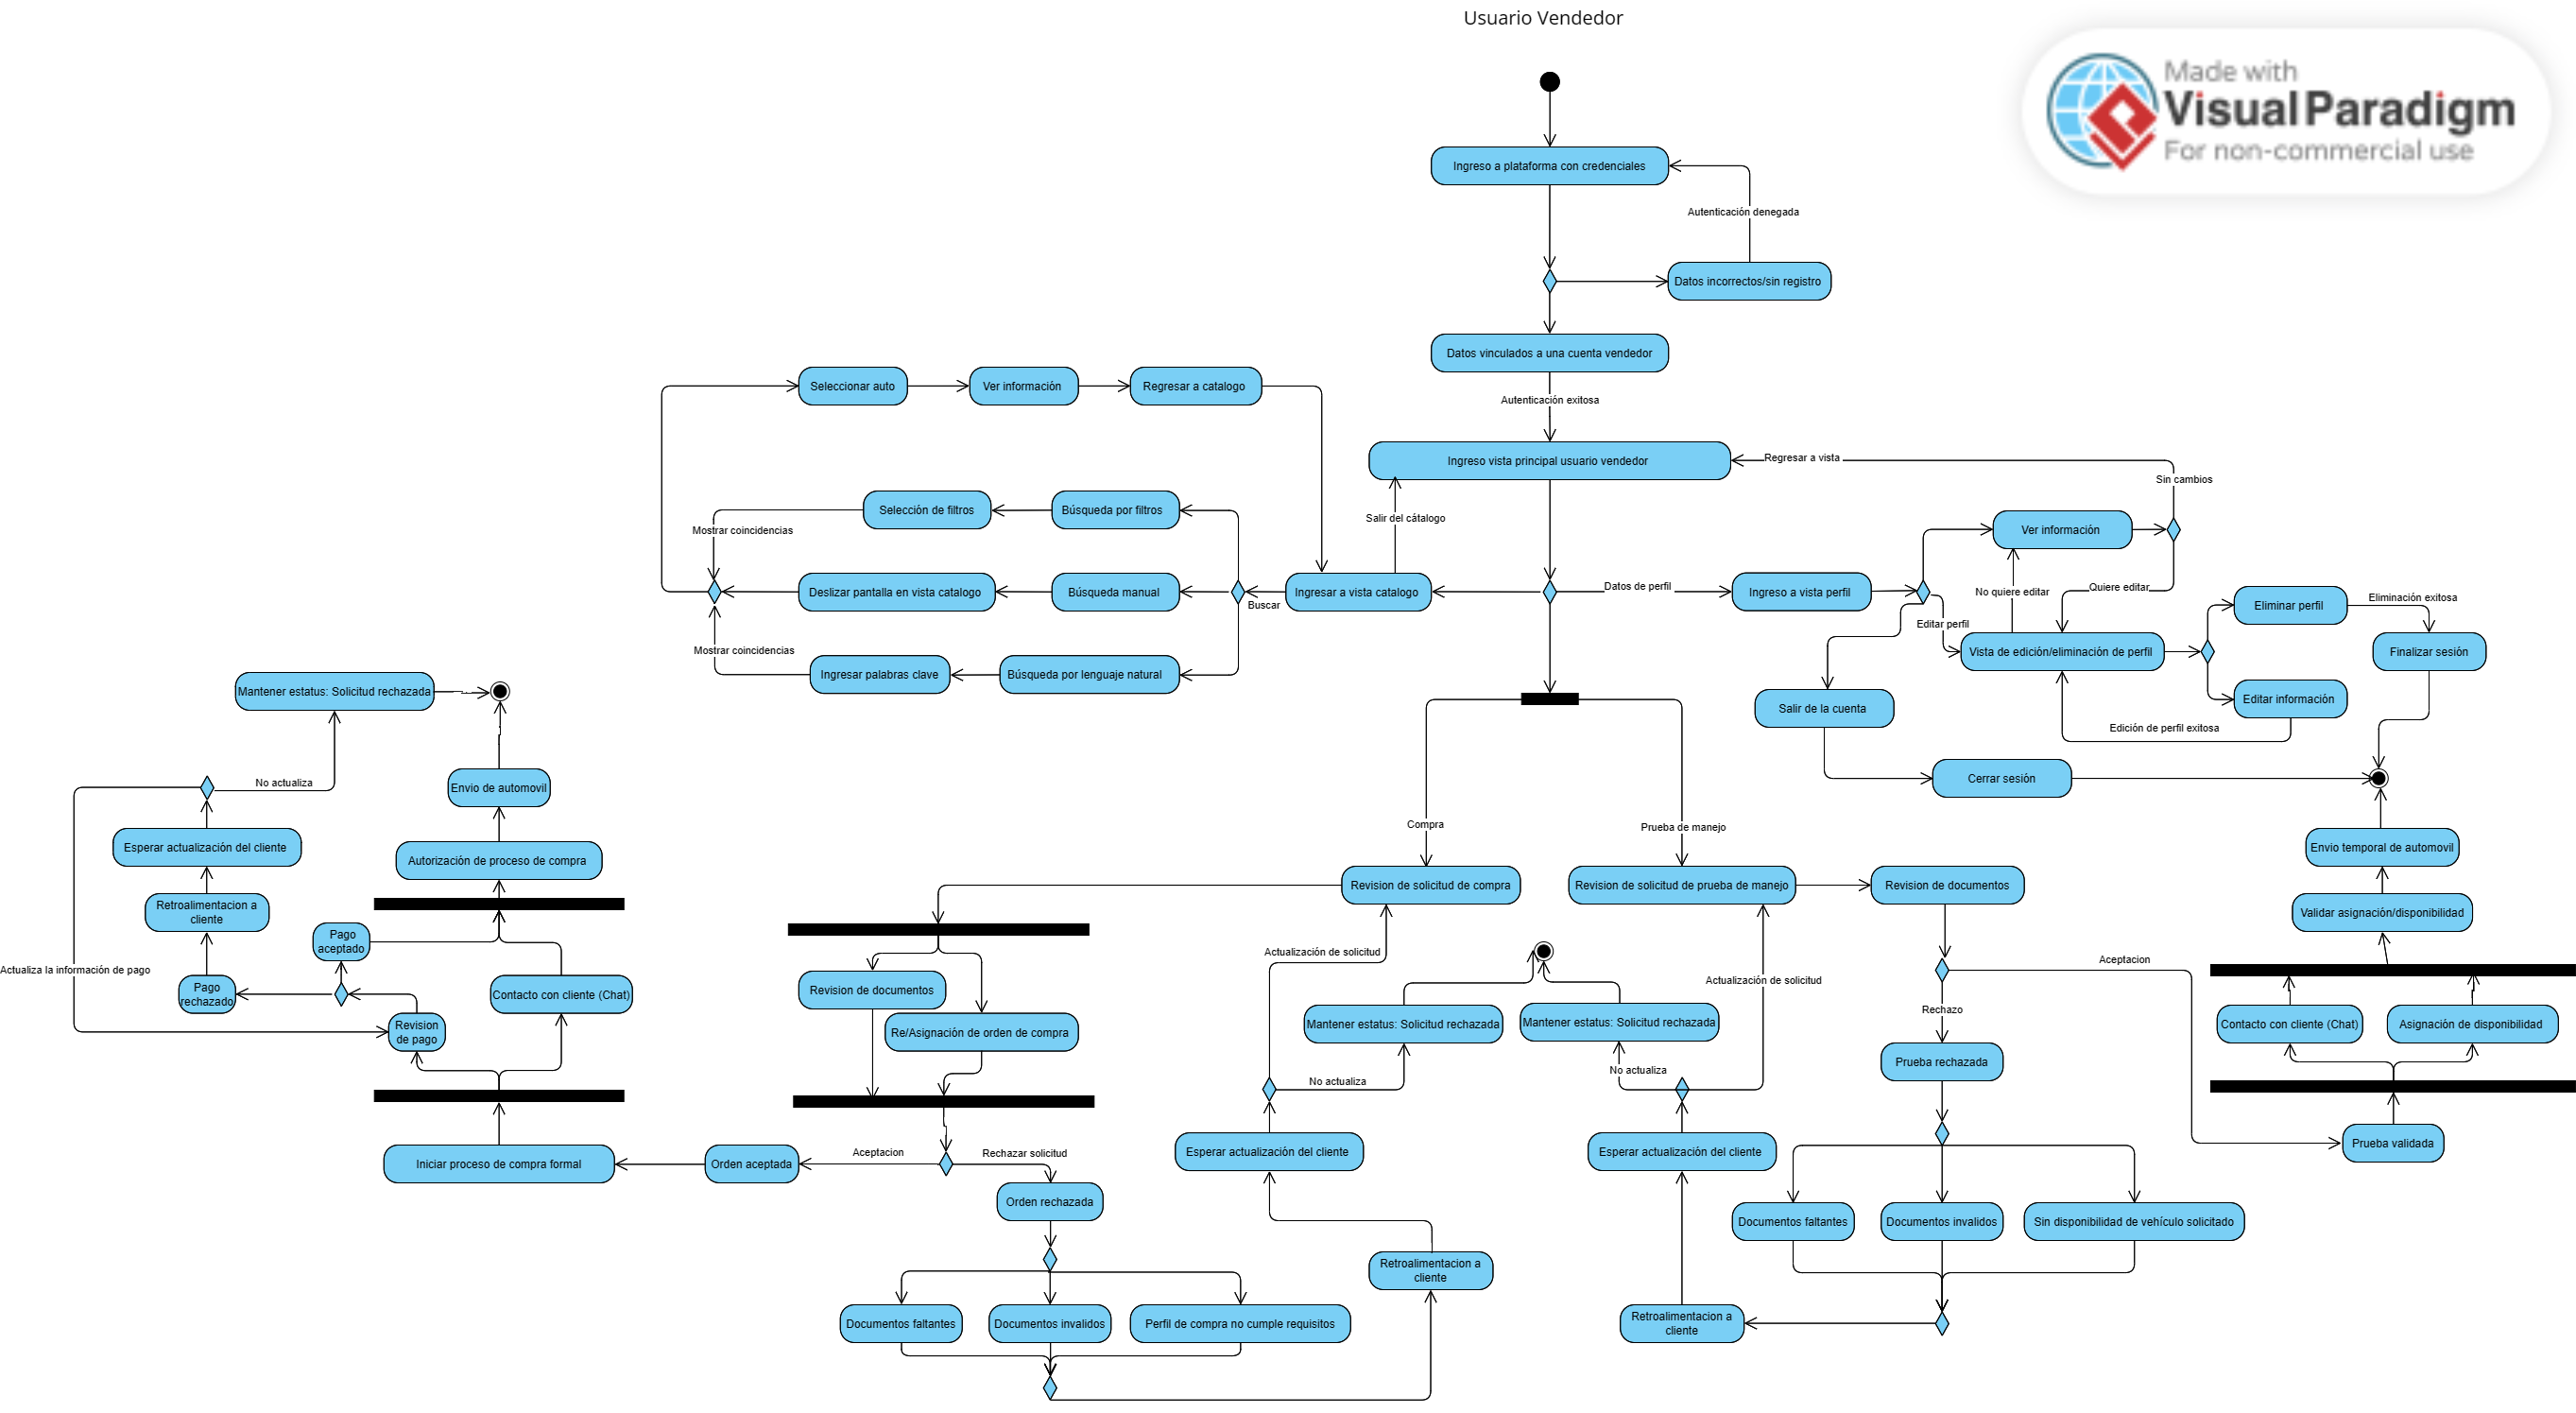 Usuario Vendedor
Made with
Visual Paradigm
For non-commercial use
Ingreso a plataforma con credenciales
Autenticación denegada
Datos incorrectos/sin registro
Datos vinculados a una cuenta vendedor
Autenticación exitosa
Seleccionar auto
Ver información
Regresar a catalogo
Ingreso vista principal usuario vendedor
Regresar a vista
Sin cambios
Selección de filtros
Búsqueda por filtros
Salir del cátalogo
Mostrar coincidencias
Ver información
Deslizar pantalla en vista catalogo
Búsqueda manual
Buscar
Ingresar a vista catalogo
Datos de perfil
Ingreso a vista perfil
No quiere editar
Quiere editar
Eliminar perfil
Eliminación exitosa
Editar perfil
Mostrar coincidencias
Ingresar palabras clave
Búsqueda por lenguaje natural
Vista de edición/eliminación de perfil
Finalizar sesión
Mantener estatus: Solicitud rechazada
Salir de la cuenta
Editar información
Edición de perfil exitosa
No actualiza
Envio de automovil
Cerrar sesión
Compra
Prueba de manejo
Esperar actualización del cliente
Autorización de proceso de compra
Envio temporal de automovil
Revision de solicitud de compra
Revision de solicitud de prueba de manejo
Revision de documentos
Retroalimentacion a
cliente
Validar asignación/disponibilidad
Pago
aceptado
Actualización de solicitud
Aceptacion
Actualiza la información de pago
Actualización de solicitud
Pago
rechazado
Contacto con cliente (Chat)
Revision de documentos
Rechazo
Revision
de pago
Re/Asignación de orden de compra
Mantener estatus: Solicitud rechazada
Mantener estatus: Solicitud rechazada
Contacto con cliente (Chat)
Asignación de disponibilidad
Prueba rechazada
No actualiza
No actualiza
Prueba validada
Iniciar proceso de compra formal
Orden aceptada
Aceptacion
Rechazar solicitud
Esperar actualización del cliente
Esperar actualización del cliente
Orden rechazada
Documentos faltantes
Documentos invalidos
Sin disponibilidad de vehículo solicitado
Retroalimentacion a
cliente
Documentos faltantes
Documentos invalidos
Perfil de compra no cumple requisitos
Retroalimentacion a
cliente